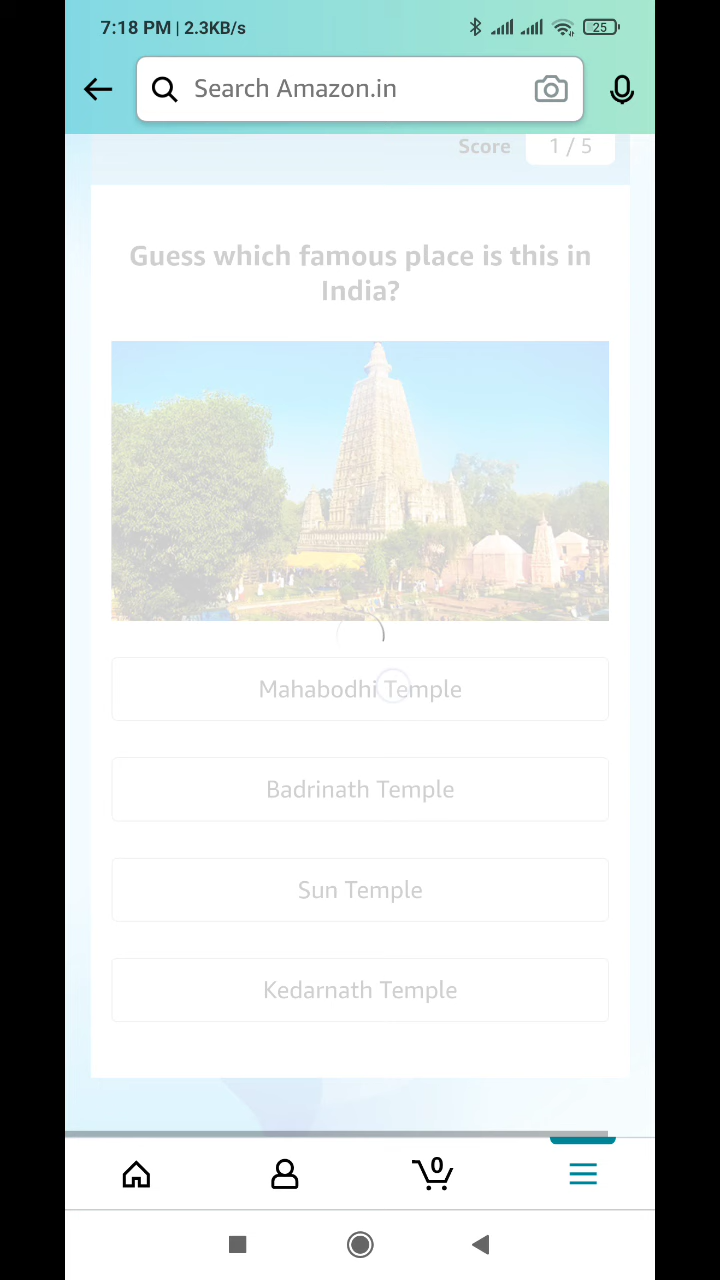 7:18 PM | 2.3KB/s
25
Search Amazon.in
Score 1 / 5
Guess which famous place is this in
India?
Mahabodhi Temple
Badrinath Temple
Sun Temple
Kedarnath Temple
0